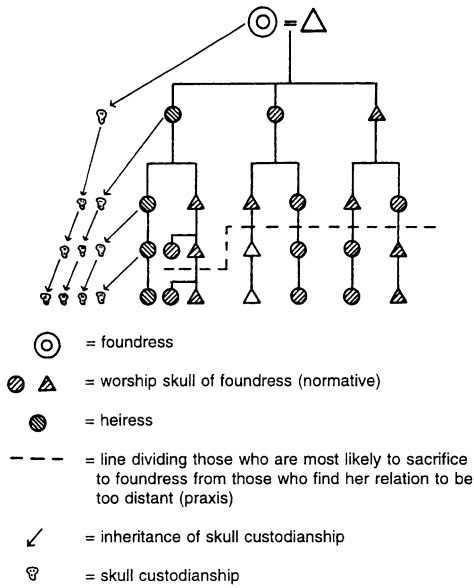 = foundress
= worship skull of foundress (normative)
= heiress
= line dividing those who are most likely to sacrifice
to foundress from those who find her relation to be
too distant (praxis)
= inheritance of skull custodianship
= skull custodianship